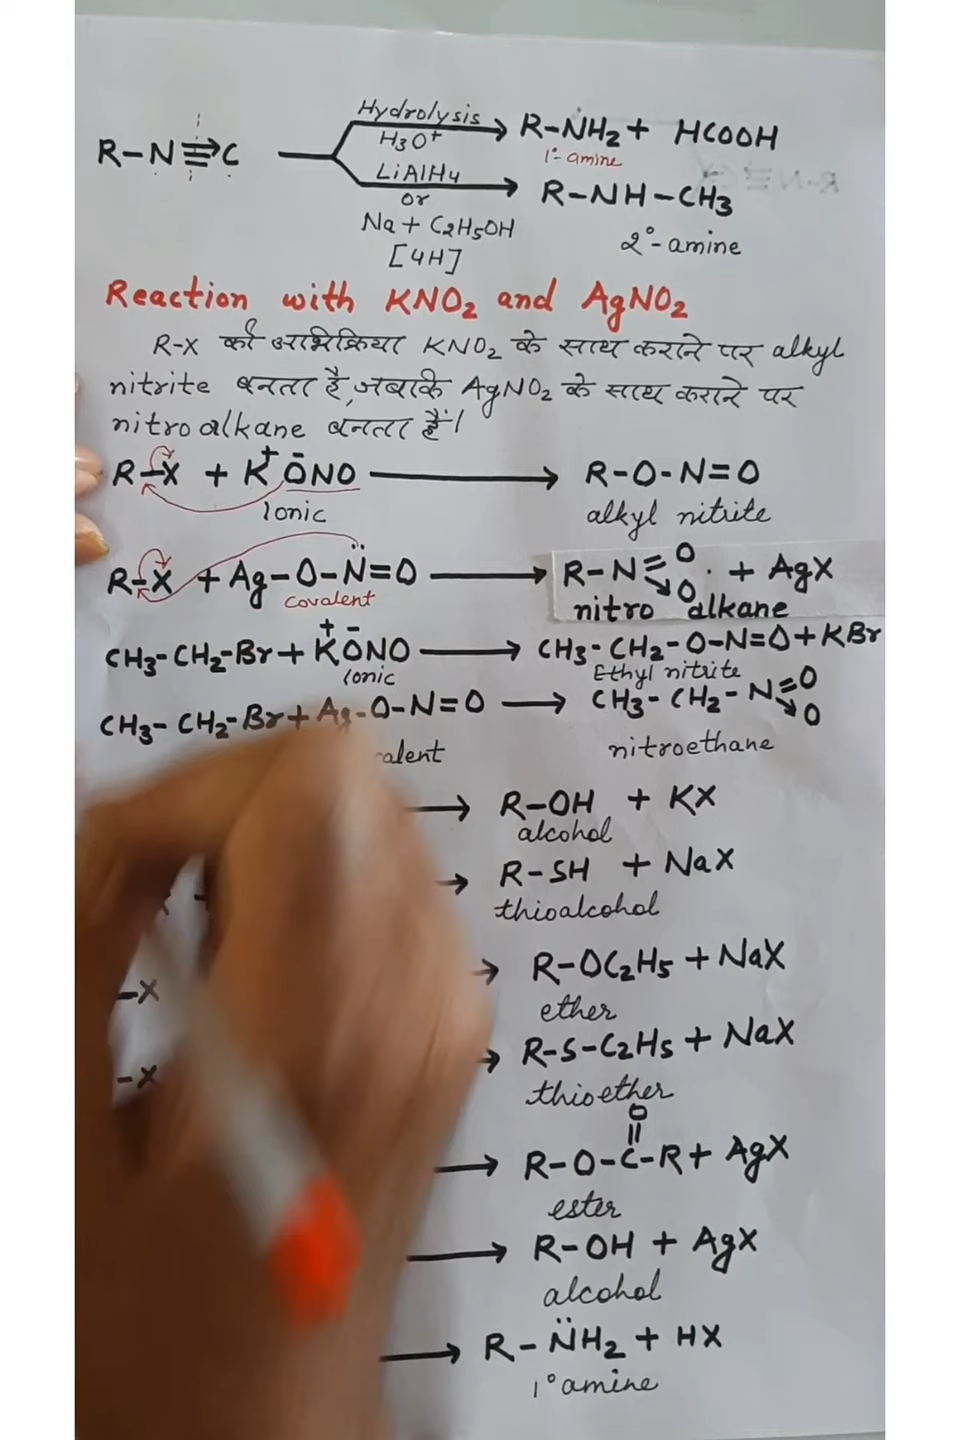 Hydrolysis
R-N≡C → H3O+ R-NH2 + HCOOH
1°-amine
LiAlH4 → R-NH-CH3
or
Na + C2H5OH 2°-amine
[4H]
Reaction with KNO2 and AgNO2
R-X की अभिक्रिया KNO2 के साथ कराने पर alkyl
nitrite बनता है, जबकि AgNO2 के साथ कराने पर
nitroalkane बनता है।
R-X + K+ ŌNO → R-O-N=O
Ionic alkyl nitrite
R-X + Ag-O-N̈=O → R-N=O→O + AgX
covalent nitro alkane
CH3-CH2-Br + K+ ŌNO → CH3-CH2-O-N=O + KBr
Ionic Ethyl nitrite
CH3-CH2-Br + Ag-O-N=O → CH3-CH2-N=O→O
alent nitroethane
→ R-OH + KX
alcohol
→ R-SH + NaX
thioalcohol
-X → R-OC2H5 + NaX
ether
-X → R-S-C2H5 + NaX
thioether
O
||
→ R-O-C-R + AgX
ester
→ R-OH + AgX
alcohol
→ R-N̈H2 + HX
1° amine